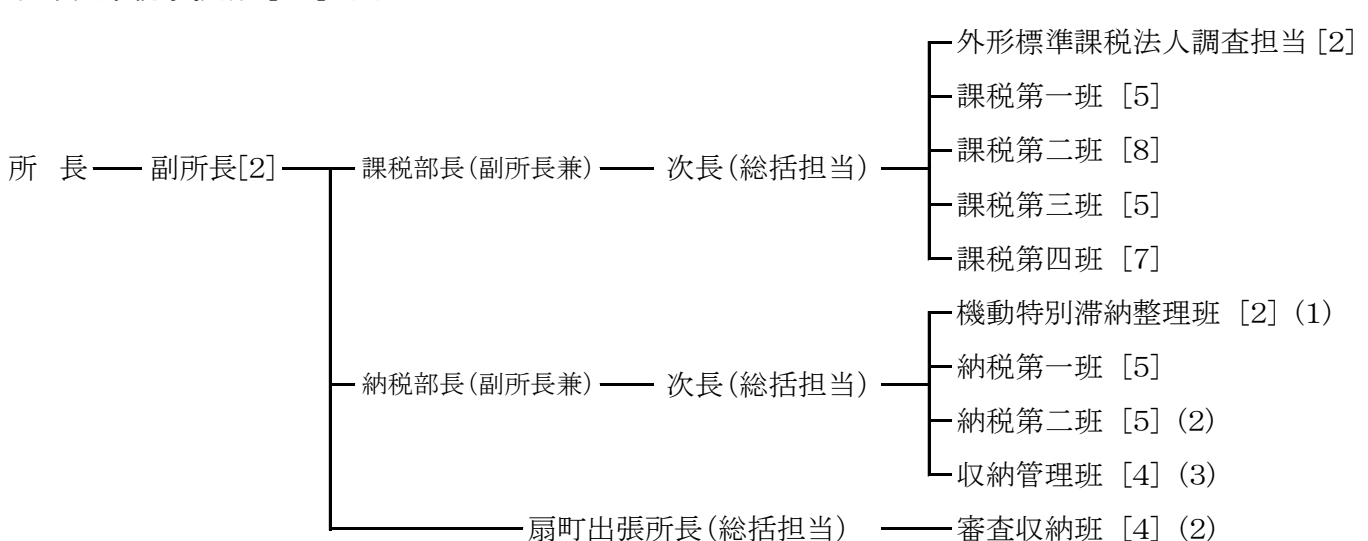 外形標準課税法人調査担当 [2]
課税第一班 [5]
課税第二班 [8]
所 長 副所長[2] 課税部長(副所長兼) 次長(総括担当)
課税第三班 [5]
課税第四班 [7]
機動特別滞納整理班 [2] (1)
納税第一班 [5]
納税部長(副所長兼) 次長(総括担当)
納税第二班 [5] (2)
収納管理班 [4] (3)
扇町出張所長(総括担当) 審査収納班 [4] (2)